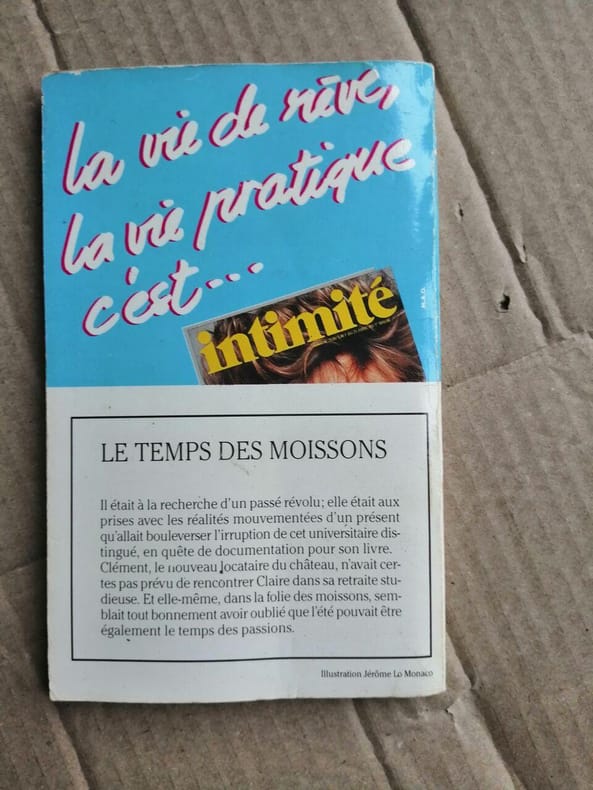 la vie de rêve,
la vie pratique
c'est...
M.A.D.
intimité
LE TEMPS DES MOISSONS
Il était à la recherche d'un passé révolu; elle était aux
prises avec les réalités mouvementées d'un présent
qu'allait bouleverser l'irruption de cet universitaire dis-
tingué, en quête de documentation pour son livre.
Clément, le nouveau locataire du château, n'avait cer-
tes pas prévu de rencontrer Claire dans sa retraite stu-
dieuse. Et elle-même, dans la folie des moissons, sem-
blait tout bonnement avoir oublié que l'été pouvait être
également le temps des passions.
Illustration Jérôme Lo Monaco